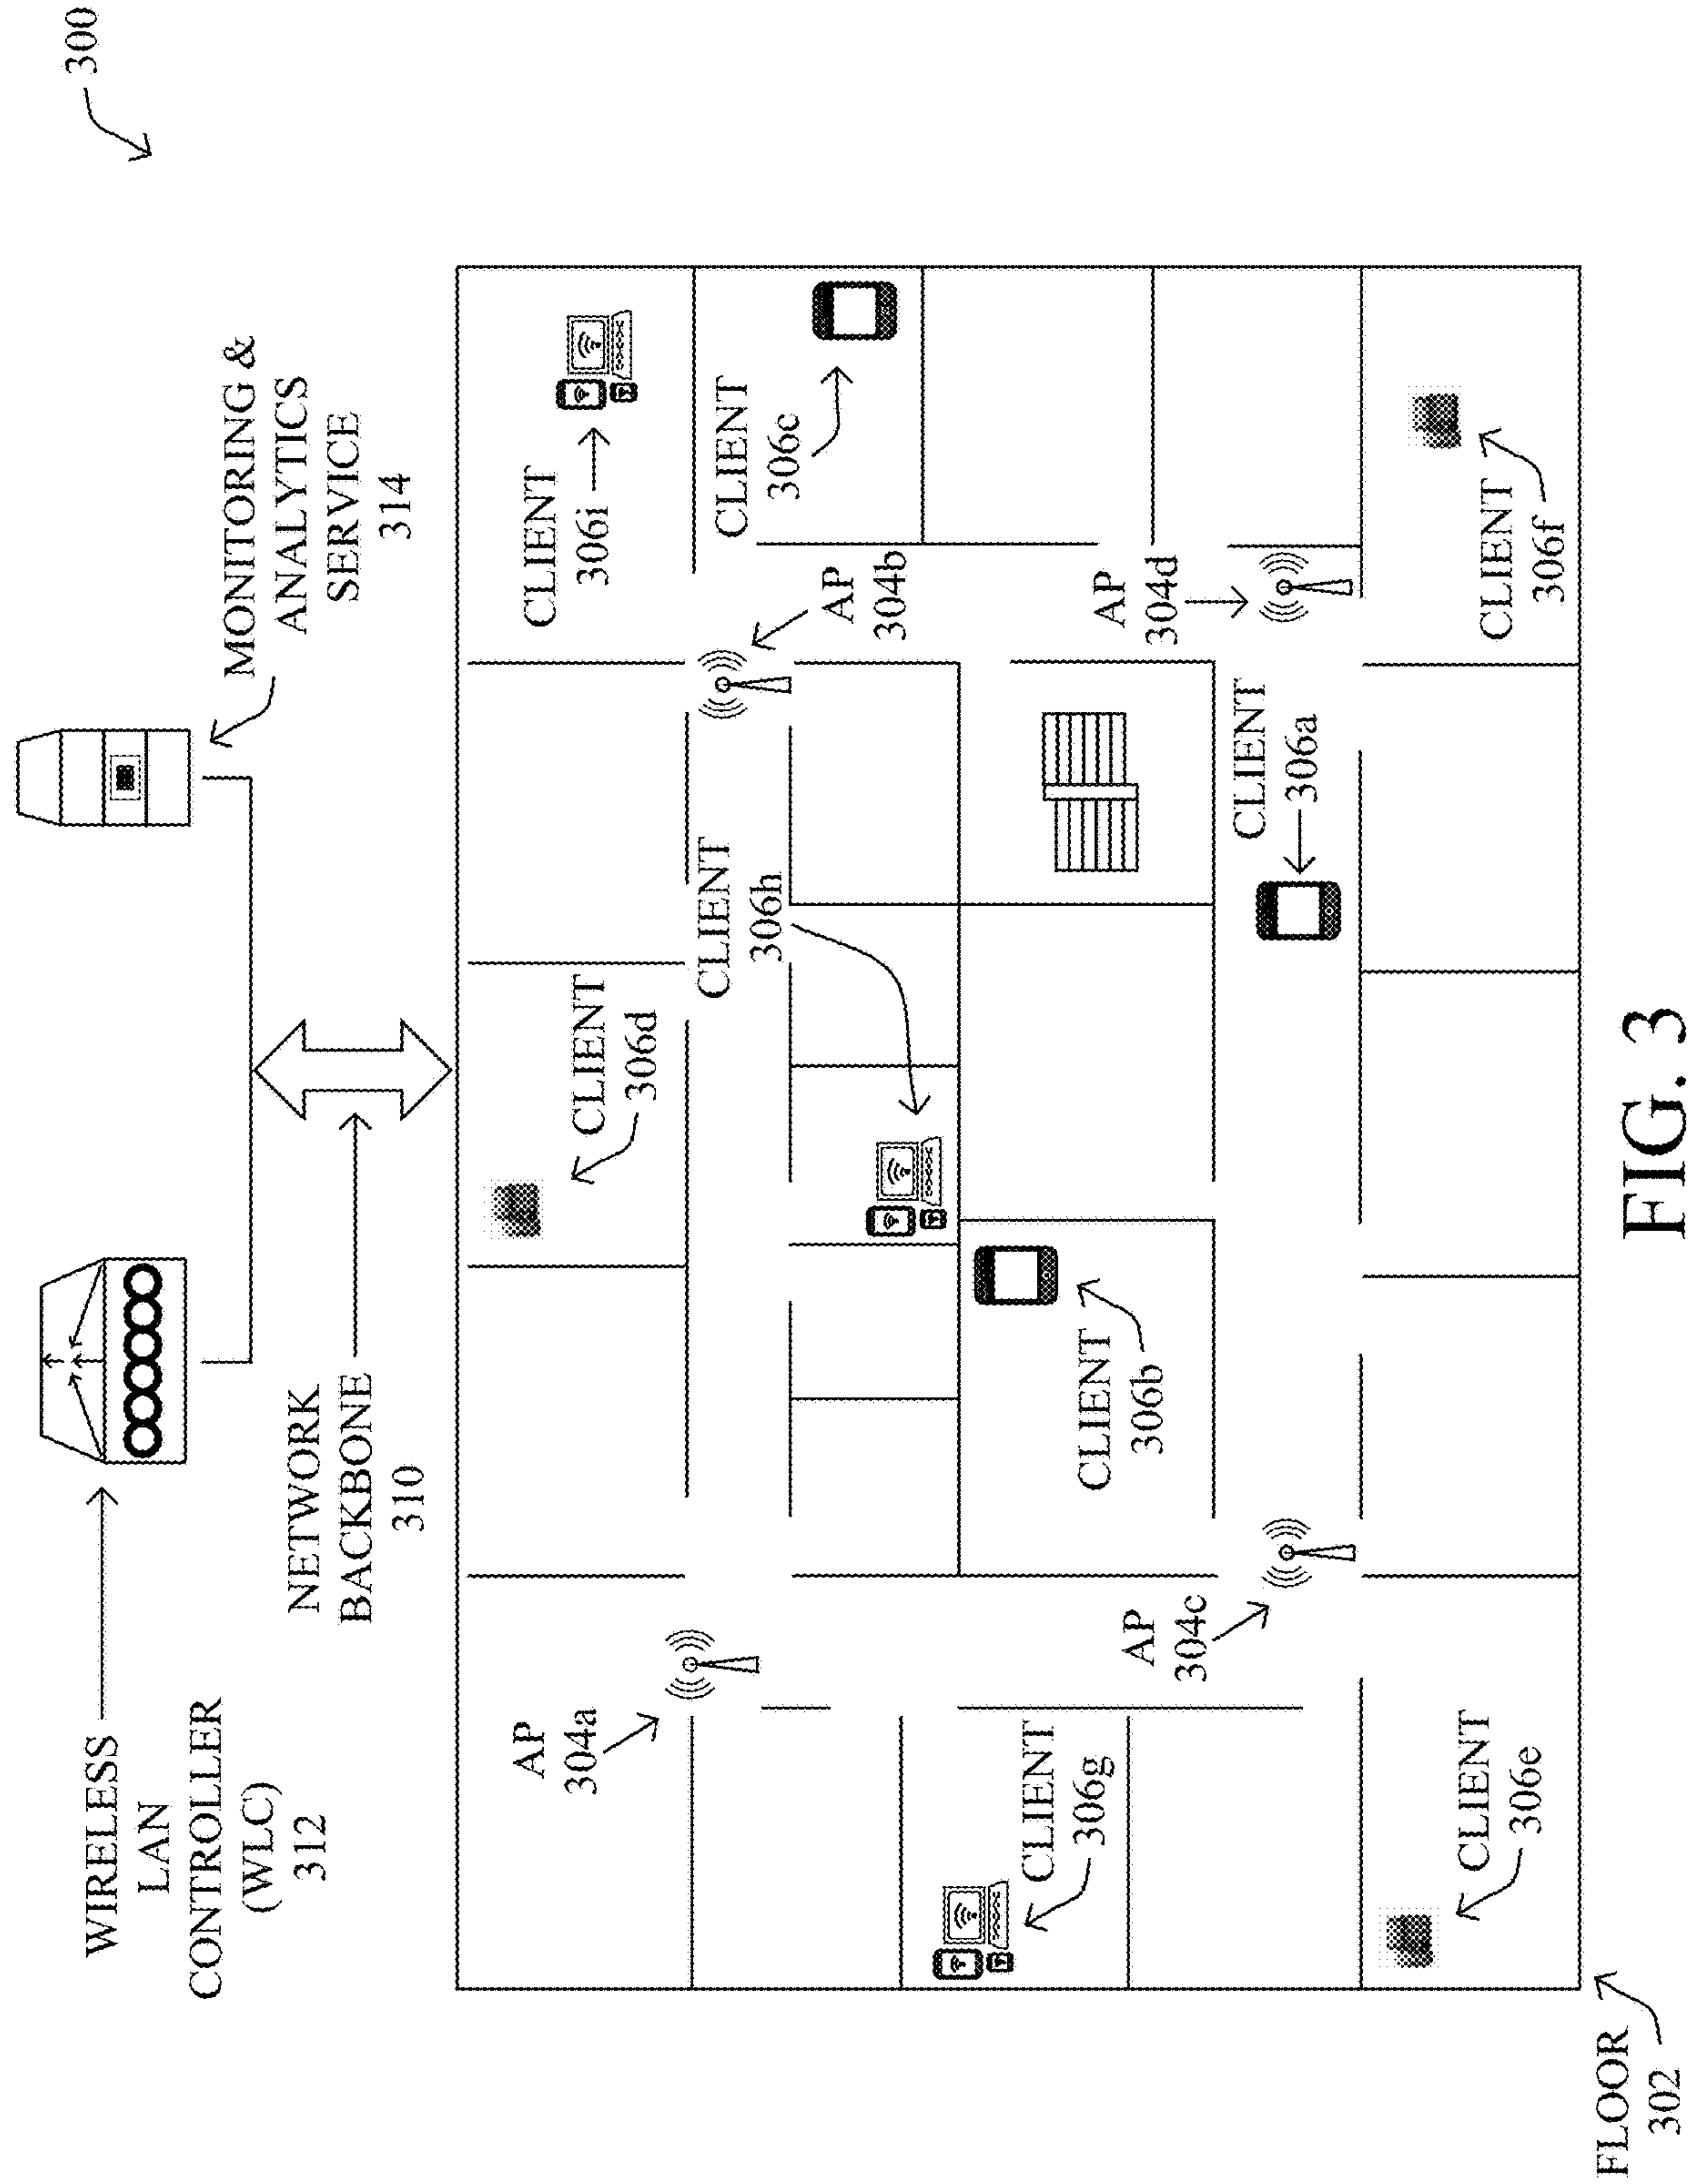 300
WIRELESS
LAN
CONTROLLER
(WLC)
312
MONITORING &
ANALYTICS
SERVICE
314
NETWORK
BACKBONE
310
AP
304a
CLIENT
306d
CLIENT
306i
CLIENT
306h
CLIENT
306c
AP
304b
CLIENT
306g
CLIENT
306b
AP
304c
AP
304d
CLIENT
306a
CLIENT
306e
CLIENT
306f
FLOOR
302
FIG. 3